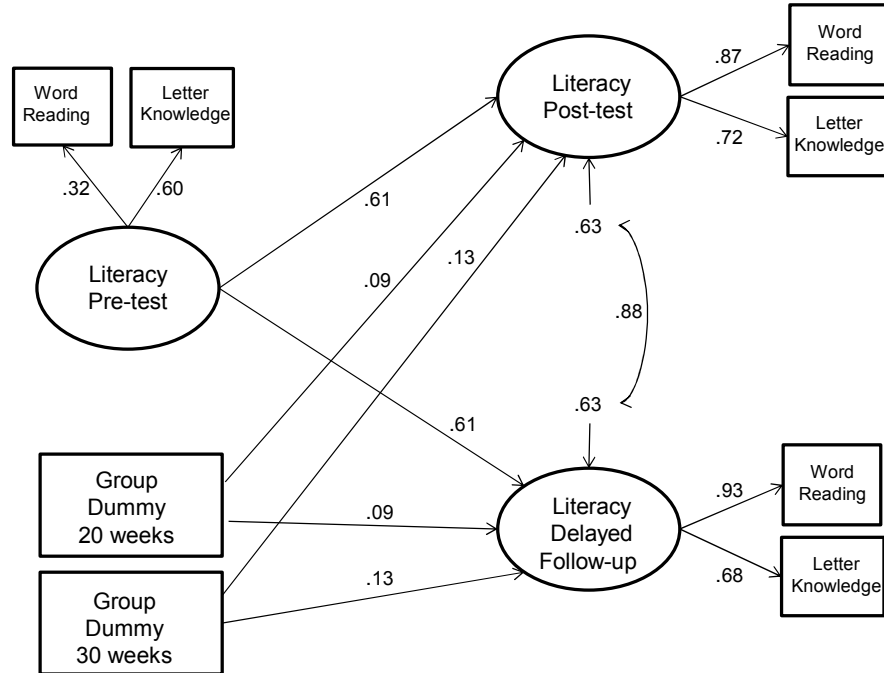 Word
Reading
Letter
Knowledge
.32
.60
Literacy
Pre-test
Literacy
Post-test
.87
.72
Word
Reading
Letter
Knowledge
.61
.09
.13
.63
.88
.63
.61
Group
Dummy
20 weeks
.09
Group
Dummy
30 weeks
.13
Literacy
Delayed
Follow-up
.93
.68
Word
Reading
Letter
Knowledge